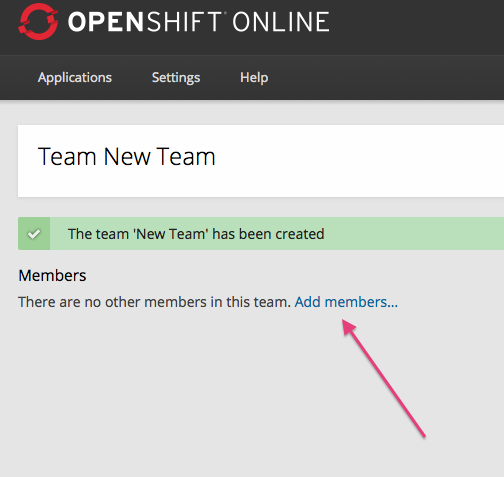 OPENSHIFT ONLINE
Applications Settings Help
Team New Team
The team 'New Team' has been created
Members
There are no other members in this team. Add members...